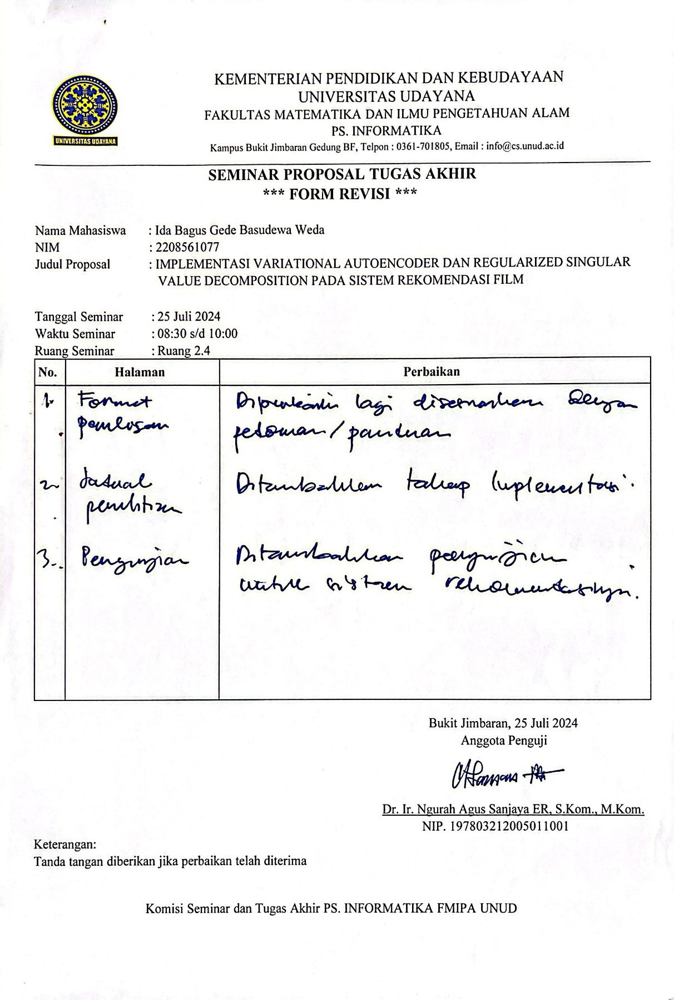 KEMENTERIAN PENDIDIKAN DAN KEBUDAYAAN
UNIVERSITAS UDAYANA
FAKULTAS MATEMATIKA DAN ILMU PENGETAHUAN ALAM
PS. INFORMATIKA
Kampus Bukit Jimbaran Gedung BF, Telpon : 0361-701805, Email : info@cs.unud.ac.id
UNIVERSITAS UDAYANA
SEMINAR PROPOSAL TUGAS AKHIR
*** FORM REVISI ***
Nama Mahasiswa : Ida Bagus Gede Basudewa Weda
NIM : 2208561077
Judul Proposal : IMPLEMENTASI VARIATIONAL AUTOENCODER DAN REGULARIZED SINGULAR
VALUE DECOMPOSITION PADA SISTEM REKOMENDASI FILM
Tanggal Seminar : 25 Juli 2024
Waktu Seminar : 08:30 s/d 10:00
Ruang Seminar : Ruang 2.4
No. Halaman Perbaikan
1. Format Diperbaiki lagi disesuaikan dengan
penulisan pedoman/panduan
2. Jadwal Ditambahkan tahap Implementasi.
penelitian
3. Pengujian Ditambahkan pengujian
untuk sistem rekomendasinya.
Bukit Jimbaran, 25 Juli 2024
Anggota Penguji
Dr. Ir. Ngurah Agus Sanjaya ER, S.Kom., M.Kom.
NIP. 197803212005011001
Keterangan:
Tanda tangan diberikan jika perbaikan telah diterima
Komisi Seminar dan Tugas Akhir PS. INFORMATIKA FMIPA UNUD